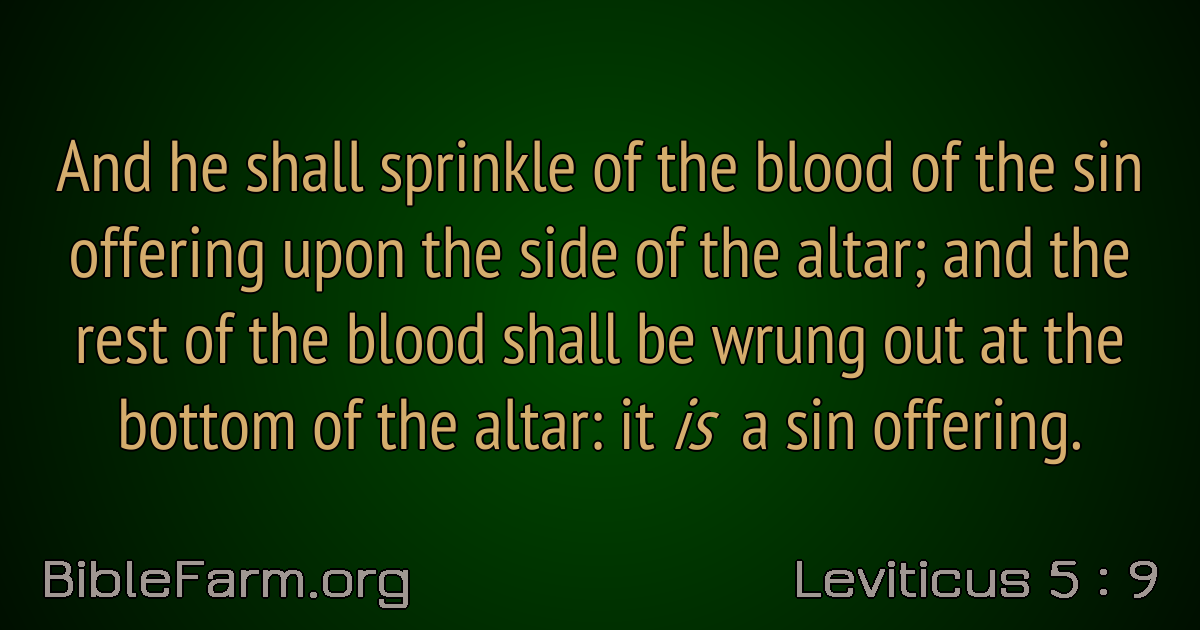 And he shall sprinkle of the blood of the sin
offering upon the side of the altar; and the
rest of the blood shall be wrung out at the
bottom of the altar: it is a sin offering.
BibleFarm.org
Leviticus 5 : 9